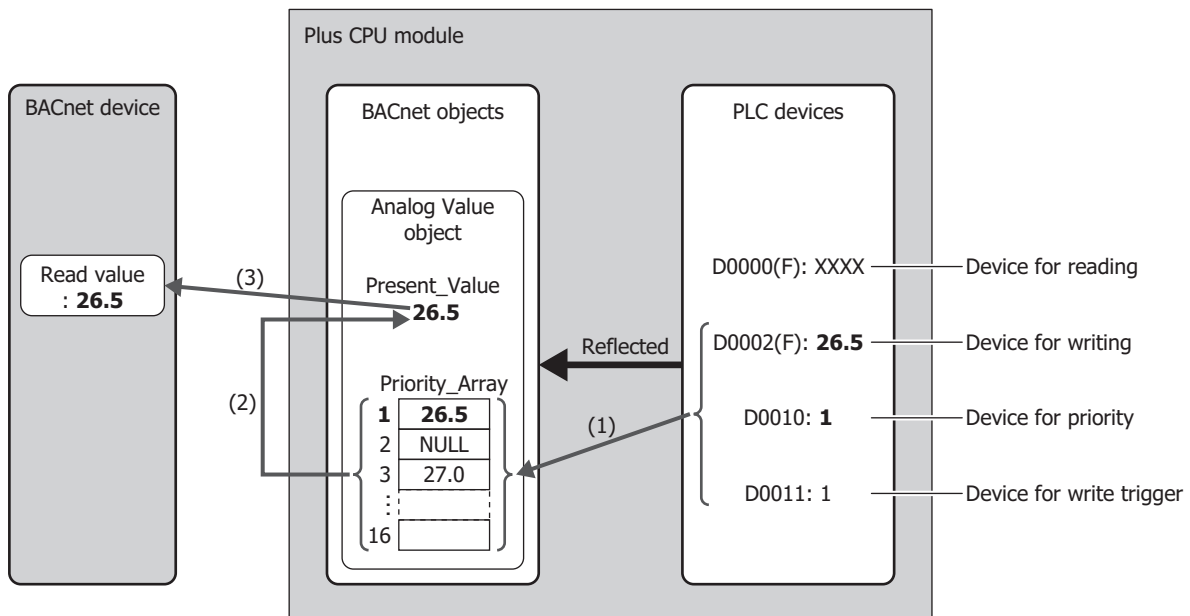 Plus CPU module
BACnet device
BACnet objects
PLC devices
Analog Value
object
Read value
: 26.5
(3)
Present_Value
26.5
D0000(F): XXXX
Device for reading
Reflected
D0002(F): 26.5
Device for writing
(2)
Priority_Array
1 26.5
2 NULL
3 27.0
⋮
16
(1)
D0010: 1
Device for priority
D0011: 1
Device for write trigger